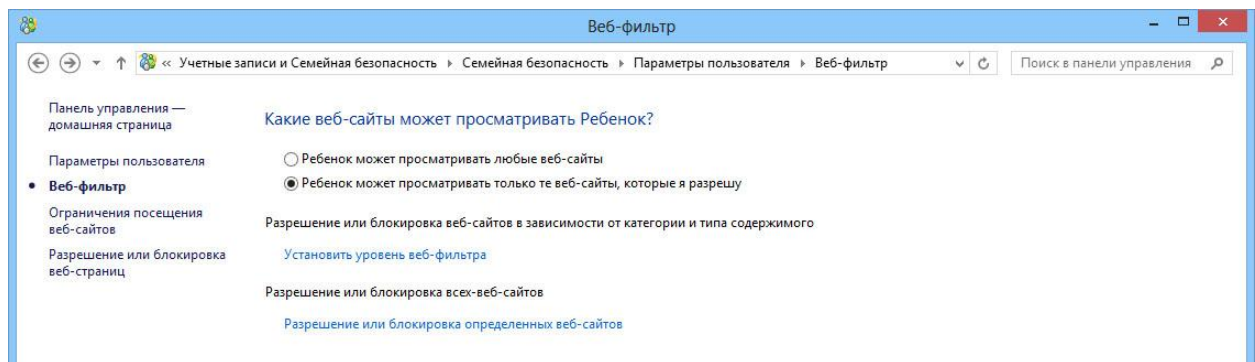 Веб-фильтр
« Учетные записи и Семейная безопасность ▸ Семейная безопасность ▸ Параметры пользователя ▸ Веб-фильтр
Поиск в панели управления
Панель управления —
домашняя страница
Параметры пользователя
• Веб-фильтр
Ограничения посещения
веб-сайтов
Разрешение или блокировка
веб-страниц
Какие веб-сайты может просматривать Ребенок?
Ребенок может просматривать любые веб-сайты
Ребенок может просматривать только те веб-сайты, которые я разрешу
Разрешение или блокировка веб-сайтов в зависимости от категории и типа содержимого
Установить уровень веб-фильтра
Разрешение или блокировка всех-веб-сайтов
Разрешение или блокировка определенных веб-сайтов